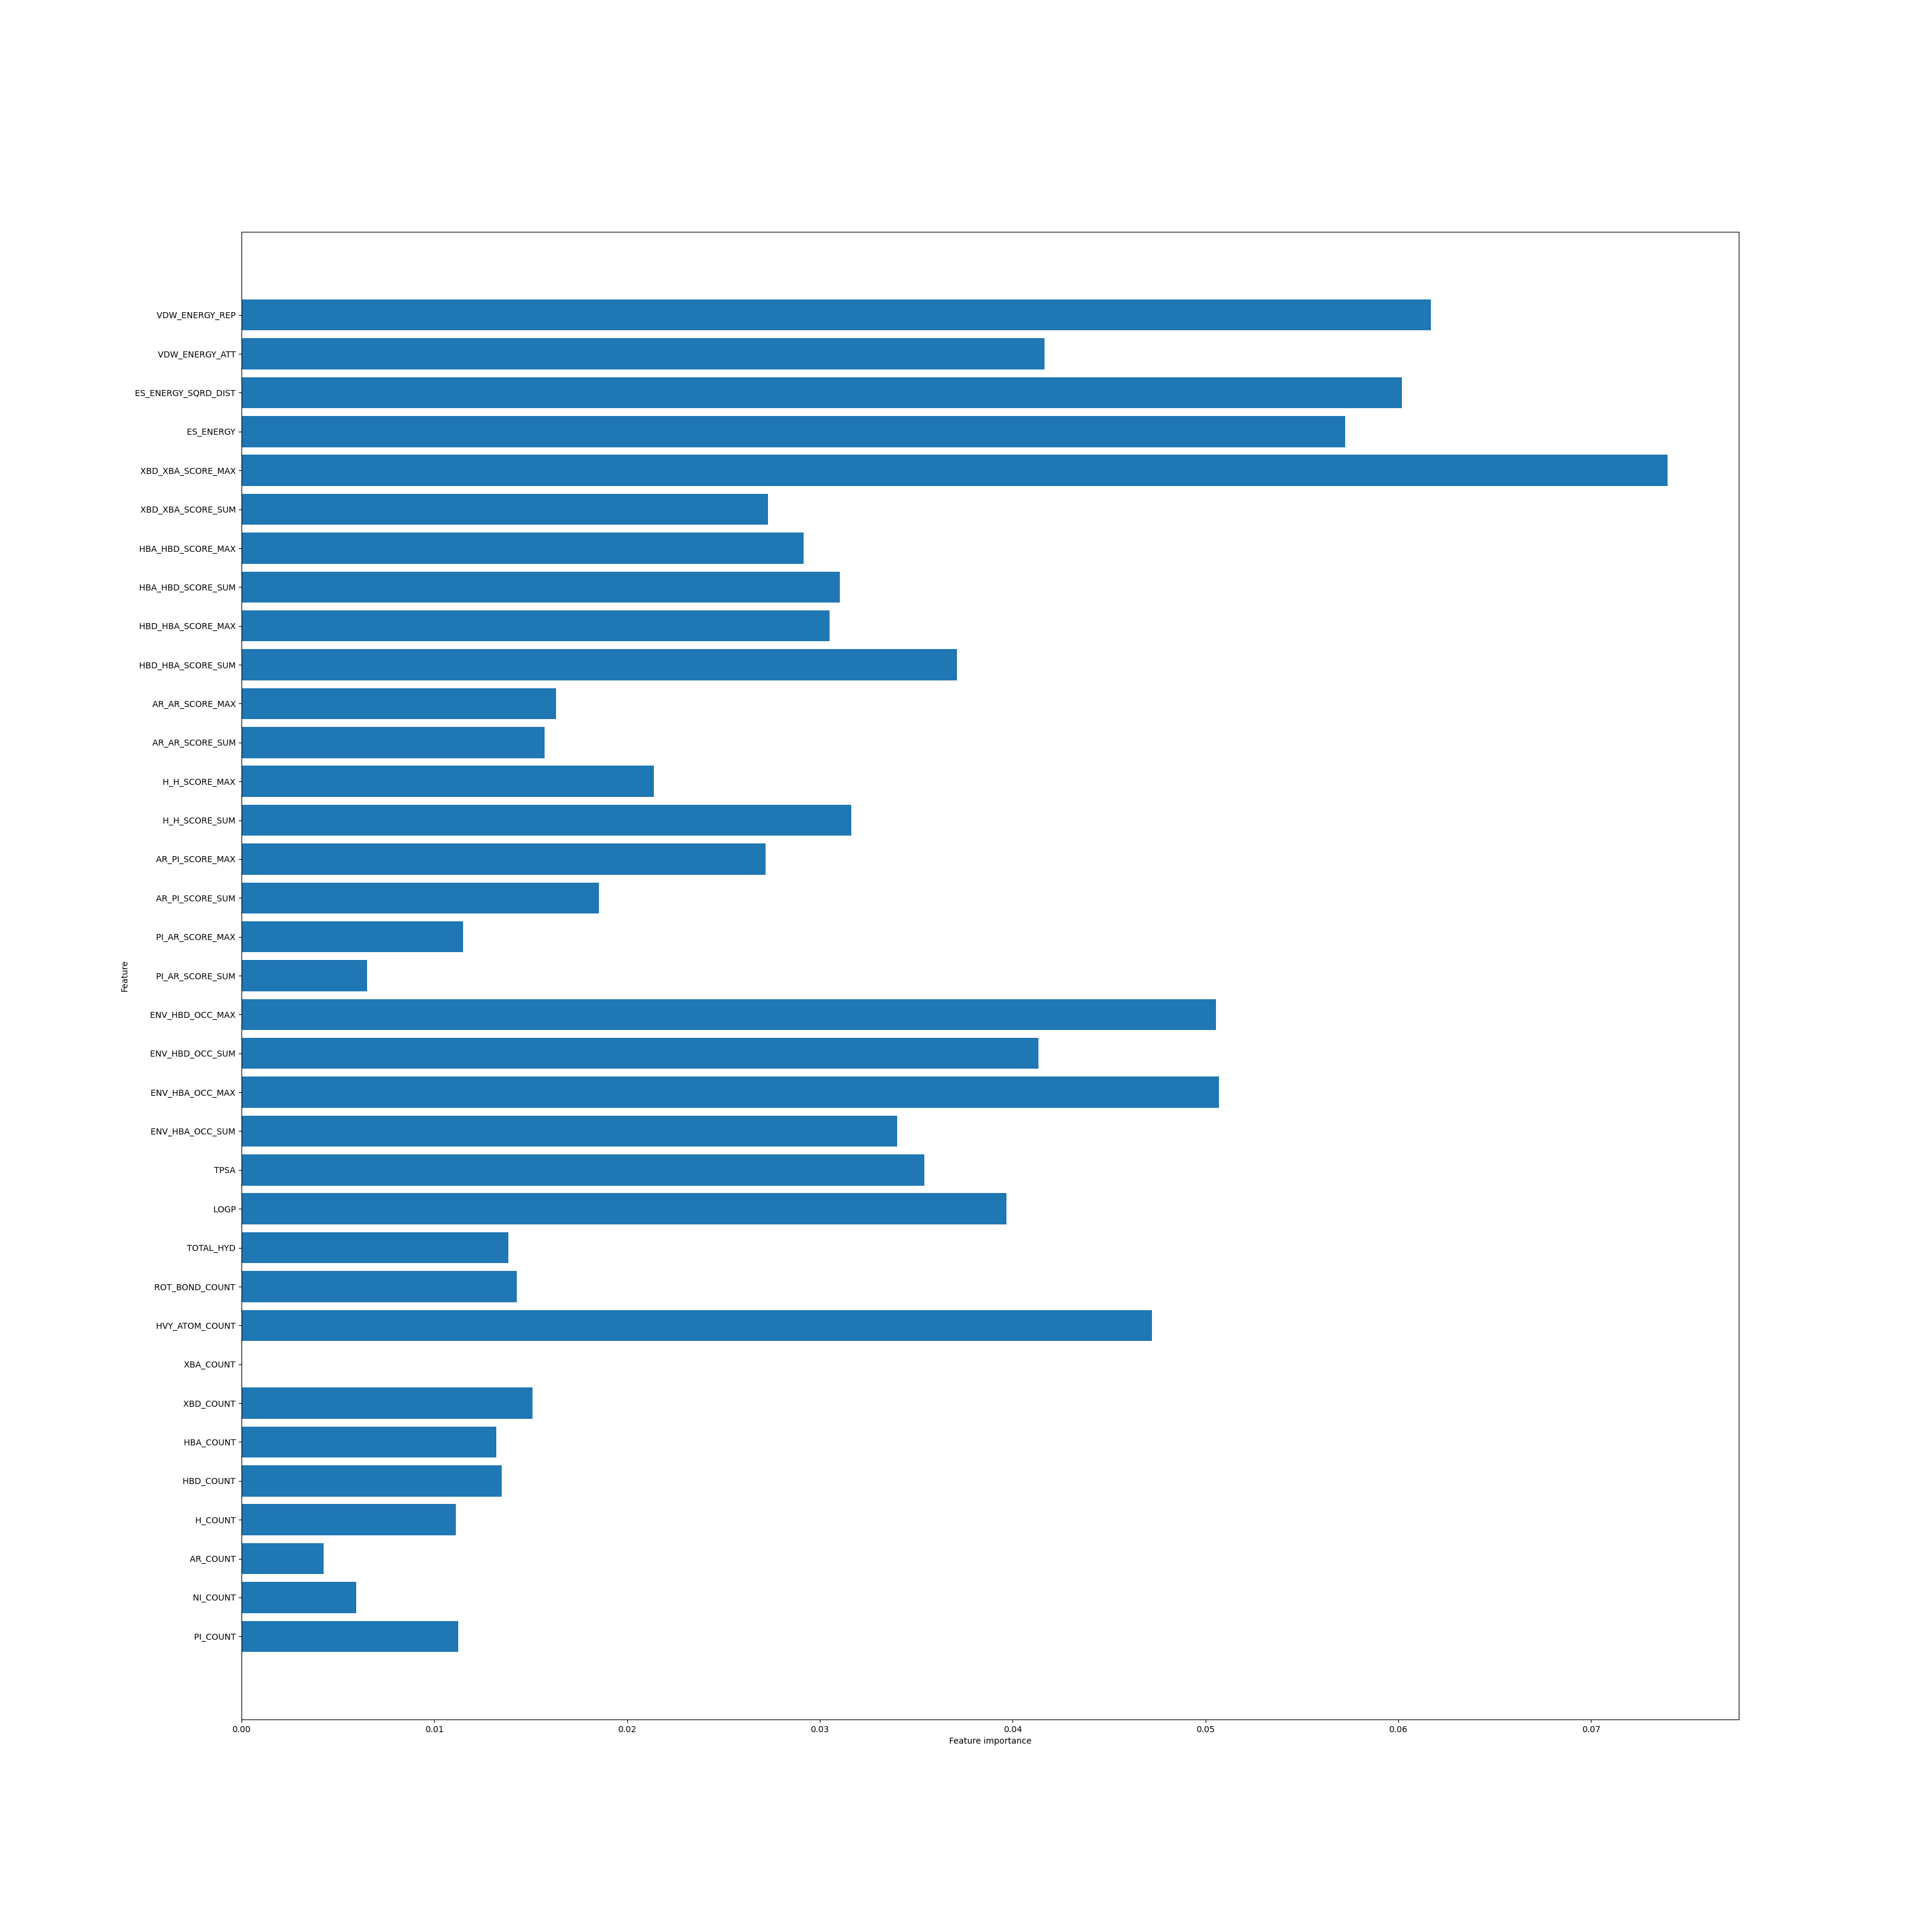 VDW_ENERGY_REP
VDW_ENERGY_ATT
ES_ENERGY_SQRD_DIST
ES_ENERGY
XBD_XBA_SCORE_MAX
XBD_XBA_SCORE_SUM
HBA_HBD_SCORE_MAX
HBA_HBD_SCORE_SUM
HBD_HBA_SCORE_MAX
HBD_HBA_SCORE_SUM
AR_AR_SCORE_MAX
AR_AR_SCORE_SUM
H_H_SCORE_MAX
H_H_SCORE_SUM
AR_PI_SCORE_MAX
AR_PI_SCORE_SUM
PI_AR_SCORE_MAX
PI_AR_SCORE_SUM
ENV_HBD_OCC_MAX
ENV_HBD_OCC_SUM
ENV_HBA_OCC_MAX
ENV_HBA_OCC_SUM
TPSA
LOGP
TOTAL_HYD
ROT_BOND_COUNT
HVY_ATOM_COUNT
XBA_COUNT
XBD_COUNT
HBA_COUNT
HBD_COUNT
H_COUNT
AR_COUNT
NI_COUNT
PI_COUNT
Feature
0.00 0.01 0.02 0.03 0.04 0.05 0.06 0.07
Feature importance